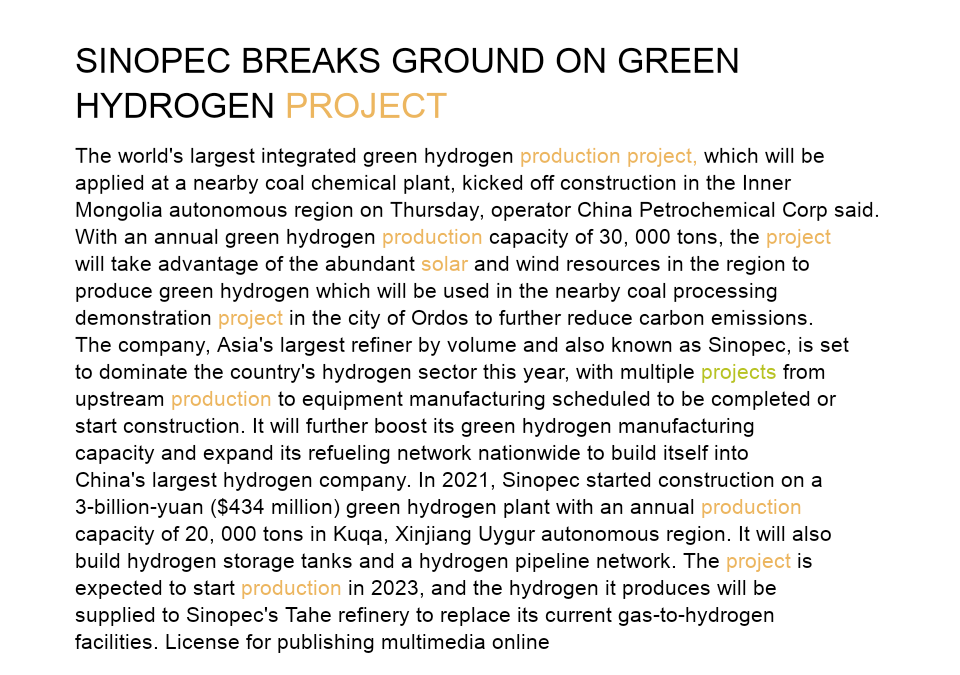 SINOPEC BREAKS GROUND ON GREEN
HYDROGEN PROJECT
The world's largest integrated green hydrogen production project, which will be
applied at a nearby coal chemical plant, kicked off construction in the Inner
Mongolia autonomous region on Thursday, operator China Petrochemical Corp said.
With an annual green hydrogen production capacity of 30, 000 tons, the project
will take advantage of the abundant solar and wind resources in the region to
produce green hydrogen which will be used in the nearby coal processing
demonstration project in the city of Ordos to further reduce carbon emissions.
The company, Asia's largest refiner by volume and also known as Sinopec, is set
to dominate the country's hydrogen sector this year, with multiple projects from
upstream production to equipment manufacturing scheduled to be completed or
start construction. It will further boost its green hydrogen manufacturing
capacity and expand its refueling network nationwide to build itself into
China's largest hydrogen company. In 2021, Sinopec started construction on a
3-billion-yuan ($434 million) green hydrogen plant with an annual production
capacity of 20, 000 tons in Kuqa, Xinjiang Uygur autonomous region. It will also
build hydrogen storage tanks and a hydrogen pipeline network. The project is
expected to start production in 2023, and the hydrogen it produces will be
supplied to Sinopec's Tahe refinery to replace its current gas-to-hydrogen
facilities. License for publishing multimedia online